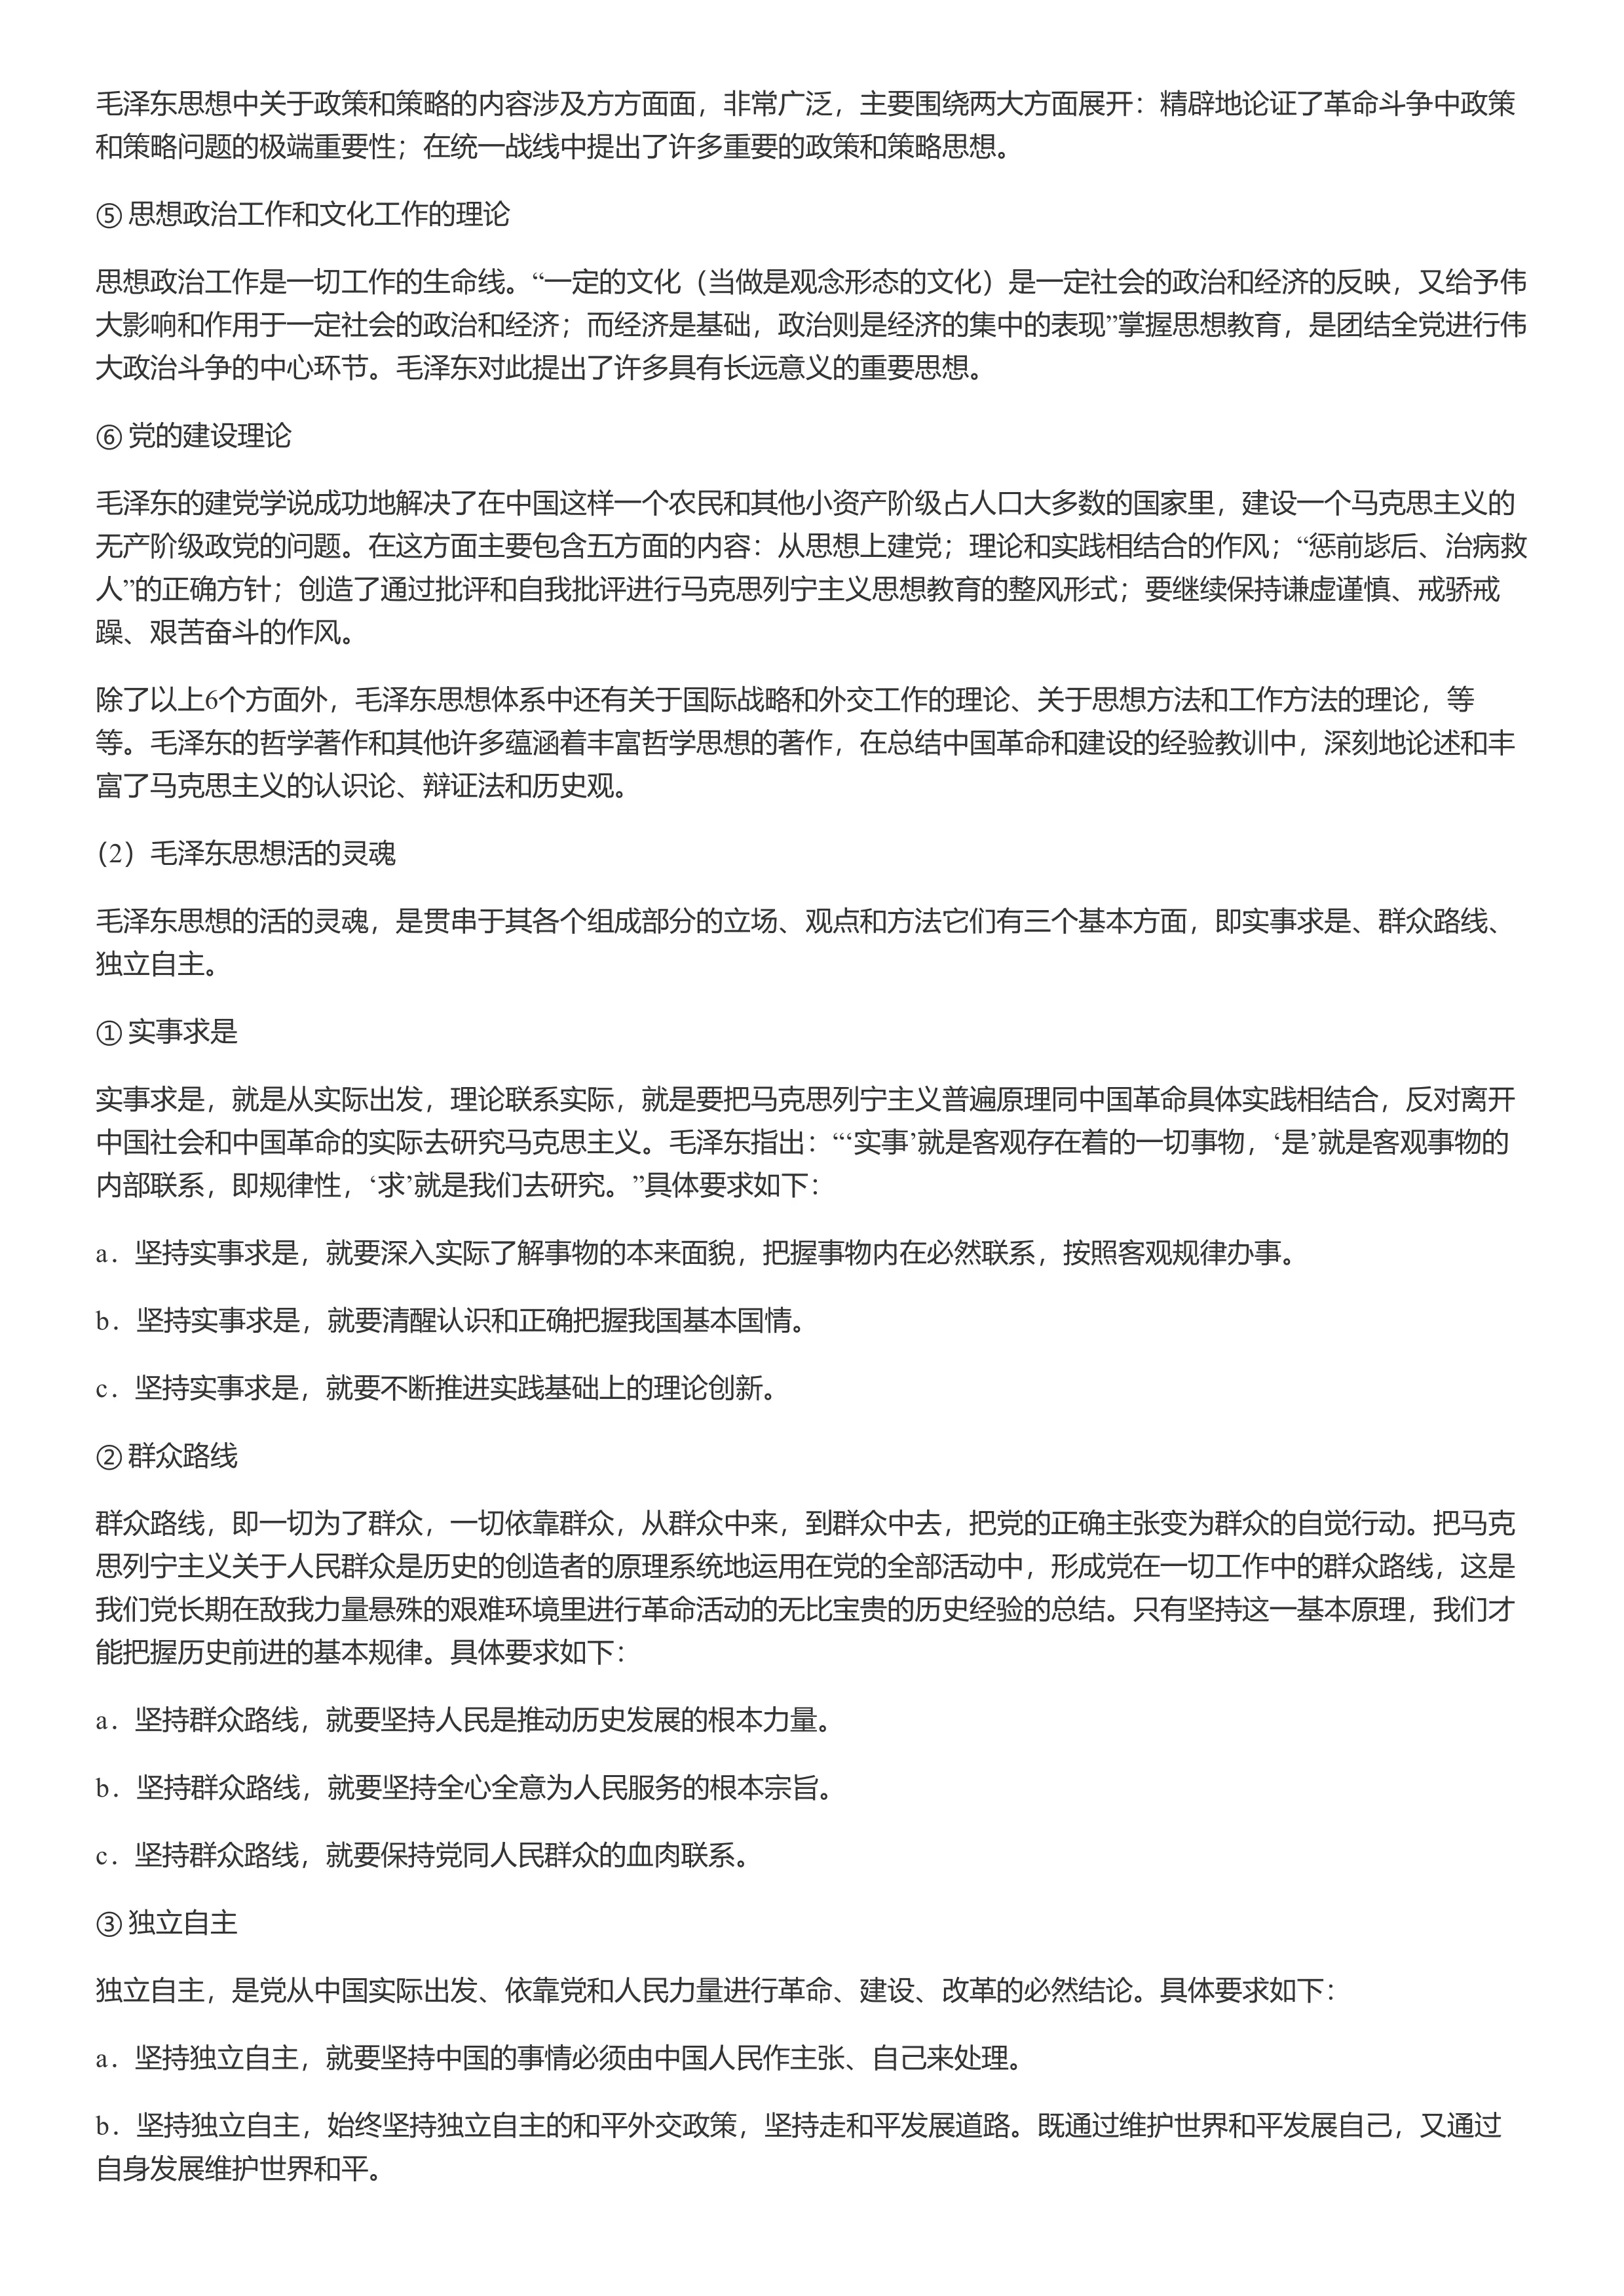 毛泽东思想中关于政策和策略的内容涉及方方面面，非常广泛，主要围绕两大方面展开：精辟地论证了革命斗争中政策
和策略问题的极端重要性；在统一战线中提出了许多重要的政策和策略思想。
⑤ 思想政治工作和文化工作的理论
思想政治工作是一切工作的生命线。“一定的文化（当做是观念形态的文化）是一定社会的政治和经济的反映，又给予伟
大影响和作用于一定社会的政治和经济；而经济是基础，政治则是经济的集中的表现”掌握思想教育，是团结全党进行伟
大政治斗争的中心环节。毛泽东对此提出了许多具有长远意义的重要思想。
⑥ 党的建设理论
毛泽东的建党学说成功地解决了在中国这样一个农民和其他小资产阶级占人口大多数的国家里，建设一个马克思主义的
无产阶级政党的问题。在这方面主要包含五方面的内容：从思想上建党；理论和实践相结合的作风；“惩前毖后、治病救
人”的正确方针；创造了通过批评和自我批评进行马克思列宁主义思想教育的整风形式；要继续保持谦虚谨慎、戒骄戒
躁、艰苦奋斗的作风。
除了以上6个方面外，毛泽东思想体系中还有关于国际战略和外交工作的理论、关于思想方法和工作方法的理论，等
等。毛泽东的哲学著作和其他许多蕴涵着丰富哲学思想的著作，在总结中国革命和建设的经验教训中，深刻地论述和丰
富了马克思主义的认识论、辩证法和历史观。
（2）毛泽东思想活的灵魂
毛泽东思想的活的灵魂，是贯串于其各个组成部分的立场、观点和方法它们有三个基本方面，即实事求是、群众路线、
独立自主。
① 实事求是
实事求是，就是从实际出发，理论联系实际，就是要把马克思列宁主义普遍原理同中国革命具体实践相结合，反对离开
中国社会和中国革命的实际去研究马克思主义。毛泽东指出：“‘实事’就是客观存在着的一切事物，‘是’就是客观事物的
内部联系，即规律性，‘求’就是我们去研究。”具体要求如下：
a．坚持实事求是，就要深入实际了解事物的本来面貌，把握事物内在必然联系，按照客观规律办事。
b．坚持实事求是，就要清醒认识和正确把握我国基本国情。
c．坚持实事求是，就要不断推进实践基础上的理论创新。
② 群众路线
群众路线，即一切为了群众，一切依靠群众，从群众中来，到群众中去，把党的正确主张变为群众的自觉行动。把马克
思列宁主义关于人民群众是历史的创造者的原理系统地运用在党的全部活动中，形成党在一切工作中的群众路线，这是
我们党长期在敌我力量悬殊的艰难环境里进行革命活动的无比宝贵的历史经验的总结。只有坚持这一基本原理，我们才
能把握历史前进的基本规律。具体要求如下：
a．坚持群众路线，就要坚持人民是推动历史发展的根本力量。
b．坚持群众路线，就要坚持全心全意为人民服务的根本宗旨。
c．坚持群众路线，就要保持党同人民群众的血肉联系。
③ 独立自主
独立自主，是党从中国实际出发、依靠党和人民力量进行革命、建设、改革的必然结论。具体要求如下：
a．坚持独立自主，就要坚持中国的事情必须由中国人民作主张、自己来处理。
b．坚持独立自主，始终坚持独立自主的和平外交政策，坚持走和平发展道路。既通过维护世界和平发展自己，又通过
自身发展维护世界和平。